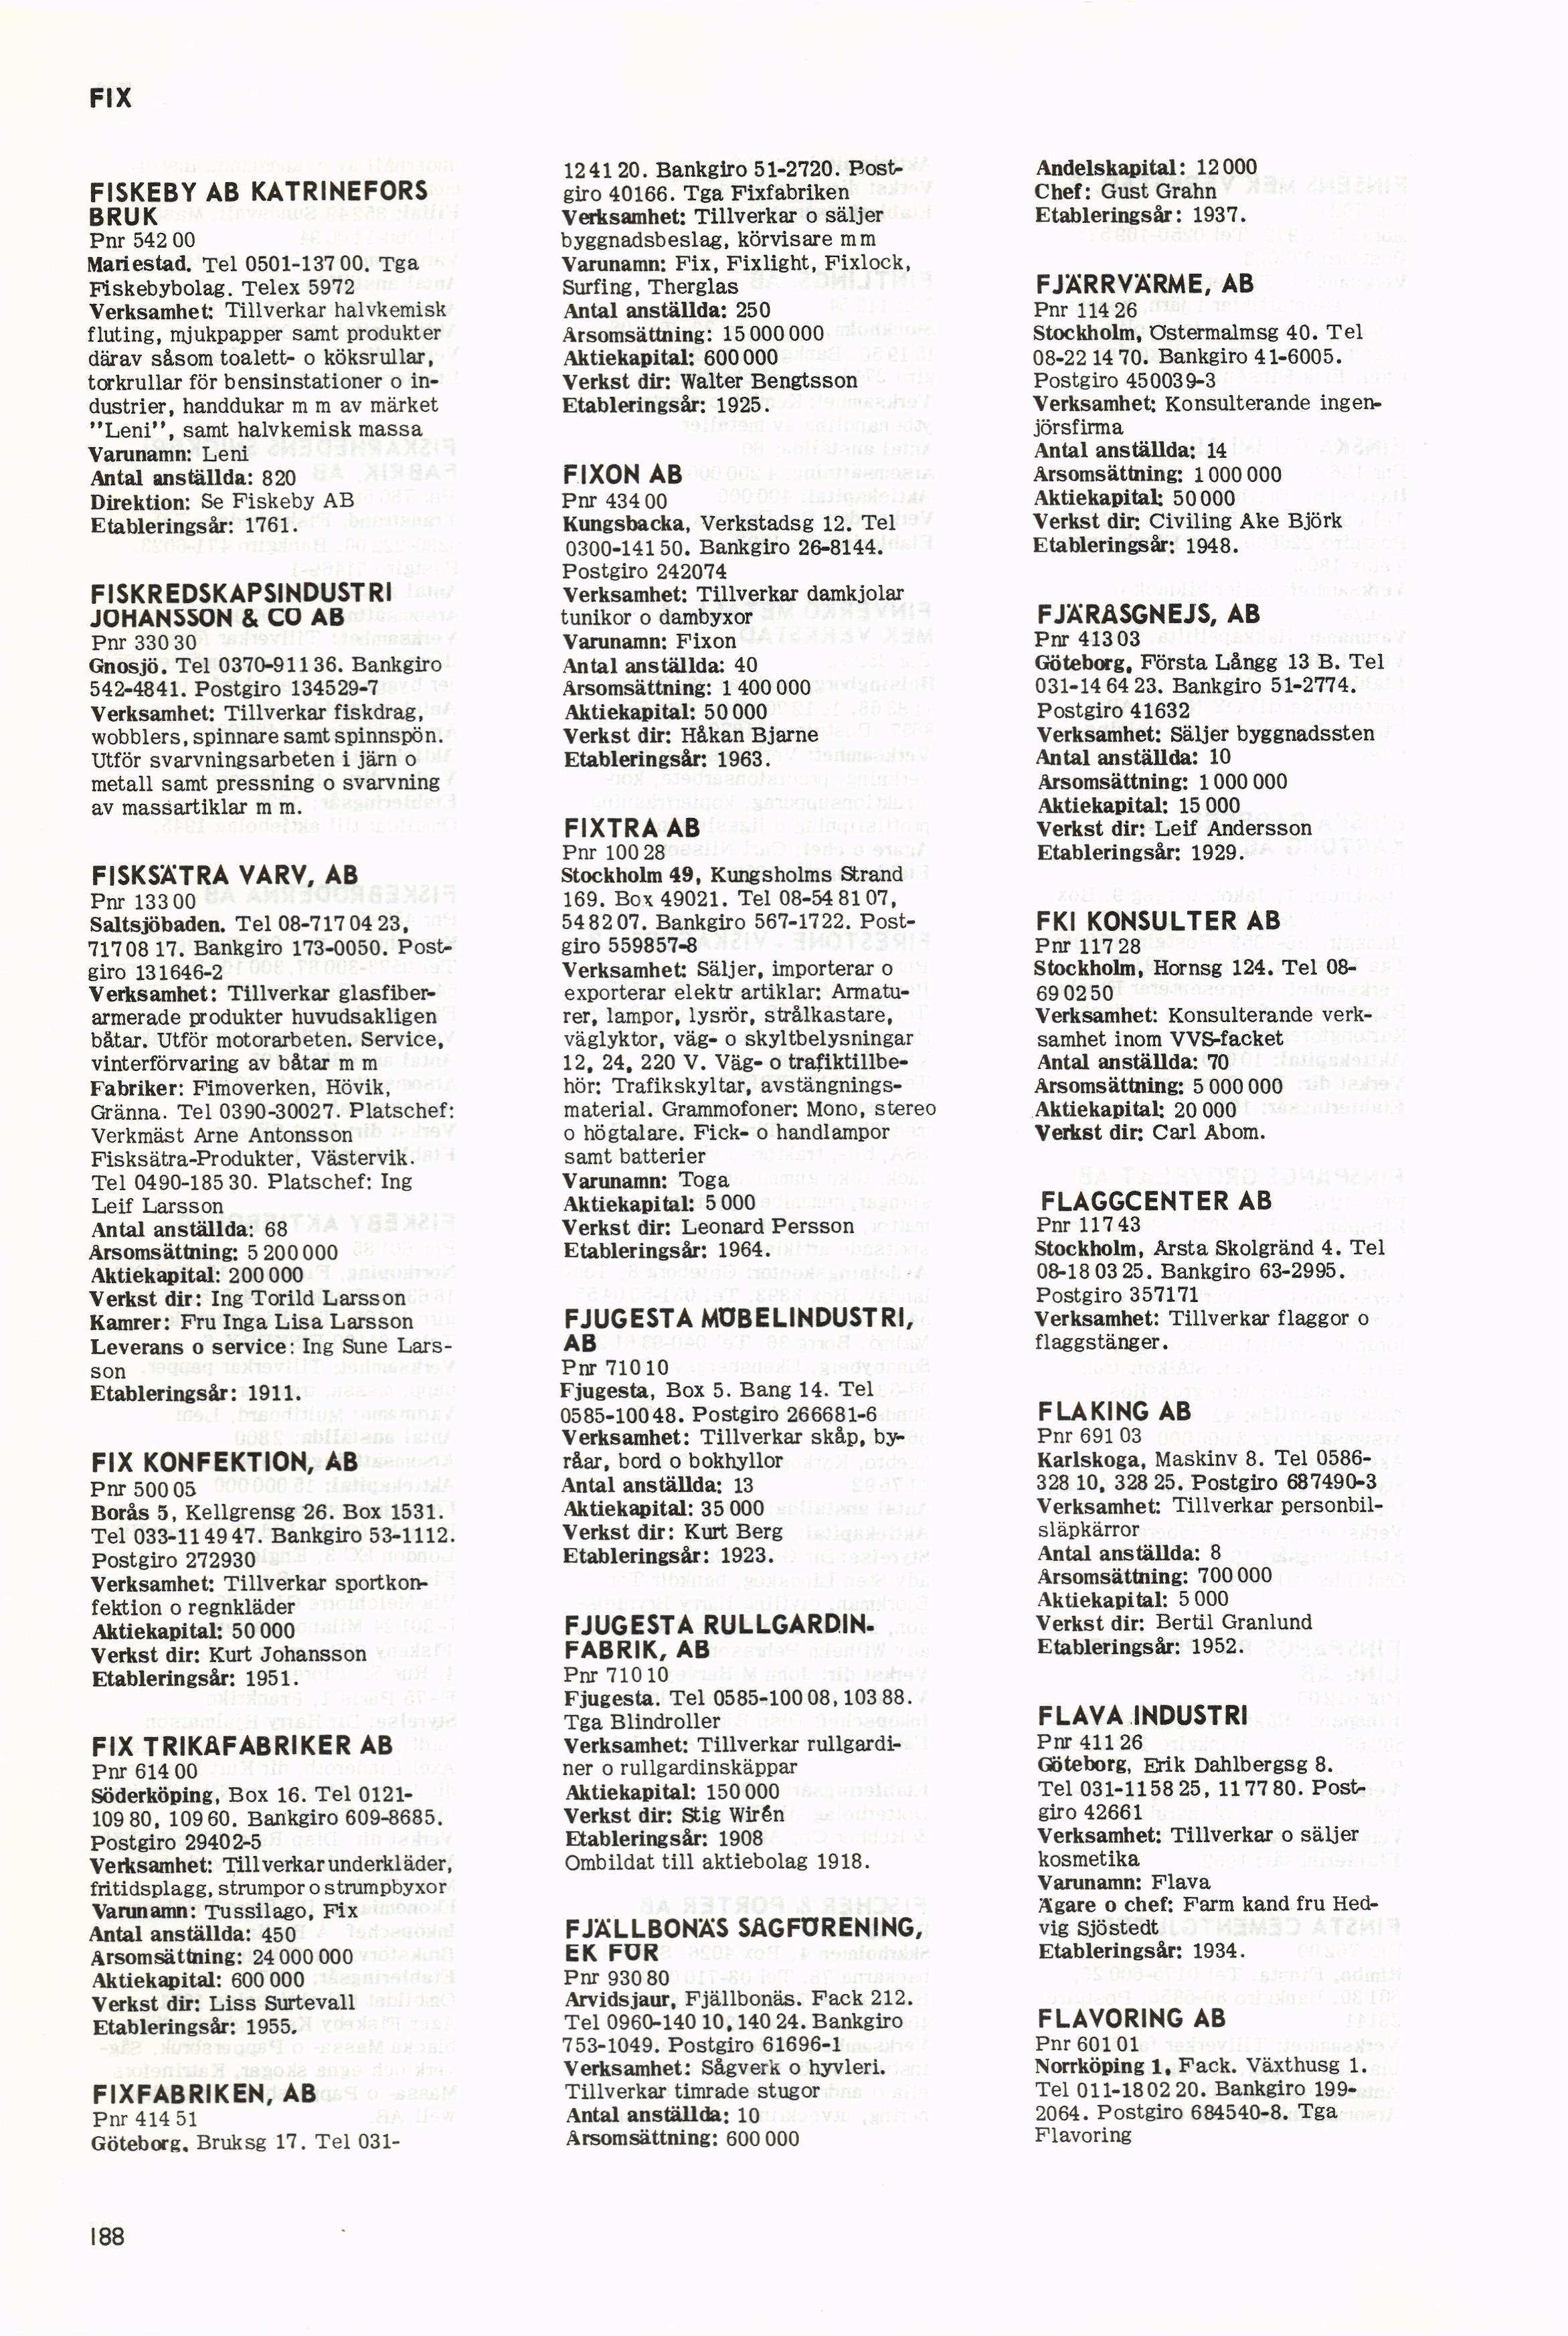 FIX
FISKEBY AB KATRINEFORS
BRUK
Pnr 542 00
Mariestad. Tel 0501-137 00. Tga
Fiskebybolag. Telex 5972
Verksamhet: Tillverkar halvkemisk
fluting, mjukpapper samt produkter
därav såsom toalett- o köksrullar,
torkrullar för bensinstationer o in-
dustrier, handdukar m m av märket
"Leni", samt halvkemisk massa
Varunamn: Leni
Antal anställda: 820
Direktion: Se Fiskeby AB
Etableringsår: 1761.
FISKREDSKAPSINDUSTRI
JOHANSSON & CO AB
Pnr 330 30
Gnosjö. Tel 0370-911 36. Bankgiro
542-4841. Postgiro 134529-7
Verksamhet: Tillverkar fiskdrag,
wobblers, spinnare samt spinnspön.
Utför svarvningsarbeten i järn o
metall samt pressning o svarvning
av massartiklar m m.
FISKSÄTRA VARV, AB
Pnr 133 00
Saltsjöbaden. Tel 08-717 04 23,
717 08 17. Bankgiro 173-0050. Post-
giro 131646-2
Verksamhet: Tillverkar glasfiber-
armerade produkter huvudsakligen
båtar. Utför motorarbeten. Service,
vinterförvaring av båtar m m
Fabriker: Fimoverken, Hövik,
Gränna. Tel 0390-30027. Platschef:
Verkmäst Arne Antonsson
Fisksätra-Produkter, Västervik.
Tel 0490-185 30. Platschef: Ing
Leif Larsson
Antal anställda: 68
Årsomsättning: 5 200 000
Aktiekapital: 200 000
Verkst dir: Ing Torild Larsson
Kamrer: Fru Inga Lisa Larsson
Leverans o service: Ing Sune Lars-
son
Etableringsår: 1911.
FIX KONFEKTION, AB
Pnr 500 05
Borås 5, Kellgrensg 26. Box 1531.
Tel 033-11 49 47. Bankgiro 53-1112.
Postgiro 272930
Verksamhet: Tillverkar sportkon-
fektion o regnkläder
Aktiekapital: 50 000
Verkst dir: Kurt Johansson
Etableringsår: 1951.
FIX TRIKÅFABRIKER AB
Pnr 614 00
Söderköping, Box 16. Tel 0121-
109 80, 109 60. Bankgiro 609-8685.
Postgiro 29402-5
Verksamhet: Tillverkar underkläder,
fritidsplagg, strumpor o strumpbyxor
Varunamn: Tussilago, Fix
Antal anställda: 450
Årsomsättning: 24 000 000
Aktiekapital: 600 000
Verkst dir: Liss Surtevall
Etableringsår: 1955.
FIXFABRIKEN, AB
Pnr 414 51
Göteborg. Bruksg 17. Tel 031-
12 41 20. Bankgiro 51-2720. Post-
giro 40166. Tga Fixfabriken
Verksamhet: Tillverkar o säljer
byggnadsbeslag, körvisare m m
Varunamn: Fix, Fixlight, Fixlock,
Surfing, Therglas
Antal anställda: 250
Årsomsättning: 15 000 000
Aktiekapital: 600 000
Verkst dir: Walter Bengtsson
Etableringsår: 1925.
FIXON AB
Pnr 434 00
Kungsbacka, Verkstadsg 12. Tel
0300-141 50. Bankgiro 26-8144.
Postgiro 242074
Verksamhet: Tillverkar damkjolar
tunikor o dambyxor
Varunamn: Fixon
Antal anställda: 40
Årsomsättning: 1 400 000
Aktiekapital: 50 000
Verkst dir: Håkan Bjarne
Etableringsår: 1963.
FIXTRA AB
Pnr 100 28
Stockholm 49, Kungsholms Strand
169. Box 49021. Tel 08-54 81 07,
54 82 07. Bankgiro 567-1722. Post-
giro 559857-8
Verksamhet: Säljer, importerar o
exporterar elektr artiklar: Armatu-
rer, lampor, lysrör, strålkastare,
väglyktor, väg- o skyltbelysningar
12, 24, 220 V. Väg- o trafiktillbe-
hör: Trafikskyltar, avstängnings-
material. Grammofoner: Mono, stereo
o högtalare. Fick- o handlampor
samt batterier
Varunamn: Toga
Aktiekapital: 5 000
Verkst dir: Leonard Persson
Etableringsår: 1964.
FJUGESTA MÖBELINDUSTRI,
AB
Pnr 710 10
Fjugesta, Box 5. Bang 14. Tel
0585-100 48. Postgiro 266681-6
Verksamhet: Tillverkar skåp, by-
råar, bord o bokhyllor
Antal anställda: 13
Aktiekapital: 35 000
Verkst dir: Kurt Berg
Etableringsår: 1923.
FJUGESTA RULLGARDIN-
FABRIK, AB
Pnr 710 10
Fjugesta. Tel 0585-100 08, 103 88.
Tga Blindroller
Verksamhet: Tillverkar rullgardi-
ner o rullgardinskäppar
Aktiekapital: 150 000
Verkst dir: Stig Wirén
Etableringsår: 1908
Ombildat till aktiebolag 1918.
FJÄLLBONÄS SÅGFÖRENING,
EK FÖR
Pnr 930 80
Arvidsjaur, Fjällbonäs. Fack 212.
Tel 0960-140 10, 140 24. Bankgiro
753-1049. Postgiro 61696-1
Verksamhet: Sågverk o hyvleri.
Tillverkar timrade stugor
Antal anställda: 10
Årsomsättning: 600 000
Andelskapital: 12 000
Chef: Gust Grahn
Etableringsår: 1937.
FJÄRRVÄRME, AB
Pnr 114 26
Stockholm, Östermalmsg 40. Tel
08-22 14 70. Bankgiro 41-6005.
Postgiro 450039-3
Verksamhet: Konsulterande ingen-
jörsfirma
Antal anställda: 14
Årsomsättning: 1 000 000
Aktiekapital: 50 000
Verkst dir: Civiling Åke Björk
Etableringsår: 1948.
FJÄRÅSGNEJS, AB
Pnr 413 03
Göteborg, Första Långg 13 B. Tel
031-14 64 23. Bankgiro 51-2774.
Postgiro 41632
Verksamhet: Säljer byggnadssten
Antal anställda: 10
Årsomsättning: 1 000 000
Aktiekapital: 15 000
Verkst dir: Leif Andersson
Etableringsår: 1929.
FKI KONSULTER AB
Pnr 117 28
Stockholm, Hornsg 124. Tel 08-
69 02 50
Verksamhet: Konsulterande verk-
samhet inom VVS-facket
Antal anställda: 70
Årsomsättning: 5 000 000
Aktiekapital: 20 000
Verkst dir: Carl Åbom.
FLAGGCENTER AB
Pnr 117 43
Stockholm, Årsta Skolgränd 4. Tel
08-18 03 25. Bankgiro 63-2995.
Postgiro 357171
Verksamhet: Tillverkar flaggor o
flaggstänger.
FLAKING AB
Pnr 691 03
Karlskoga, Maskinv 8. Tel 0586-
328 10, 328 25. Postgiro 687490-3
Verksamhet: Tillverkar personbil-
släpkärror
Antal anställda: 8
Årsomsättning: 700 000
Aktiekapital: 5 000
Verkst dir: Bertil Granlund
Etableringsår: 1952.
FLAVA INDUSTRI
Pnr 411 26
Göteborg, Erik Dahlbergsg 8.
Tel 031-11 58 25, 11 77 80. Post-
giro 42661
Verksamhet: Tillverkar o säljer
kosmetika
Varunamn: Flava
Ägare o chef: Farm kand fru Hed-
vig Sjöstedt
Etableringsår: 1934.
FLAVORING AB
Pnr 601 01
Norrköping 1, Fack. Växthusg 1.
Tel 011-18 02 20. Bankgiro 199-
2064. Postgiro 684540-8. Tga
Flavoring
188